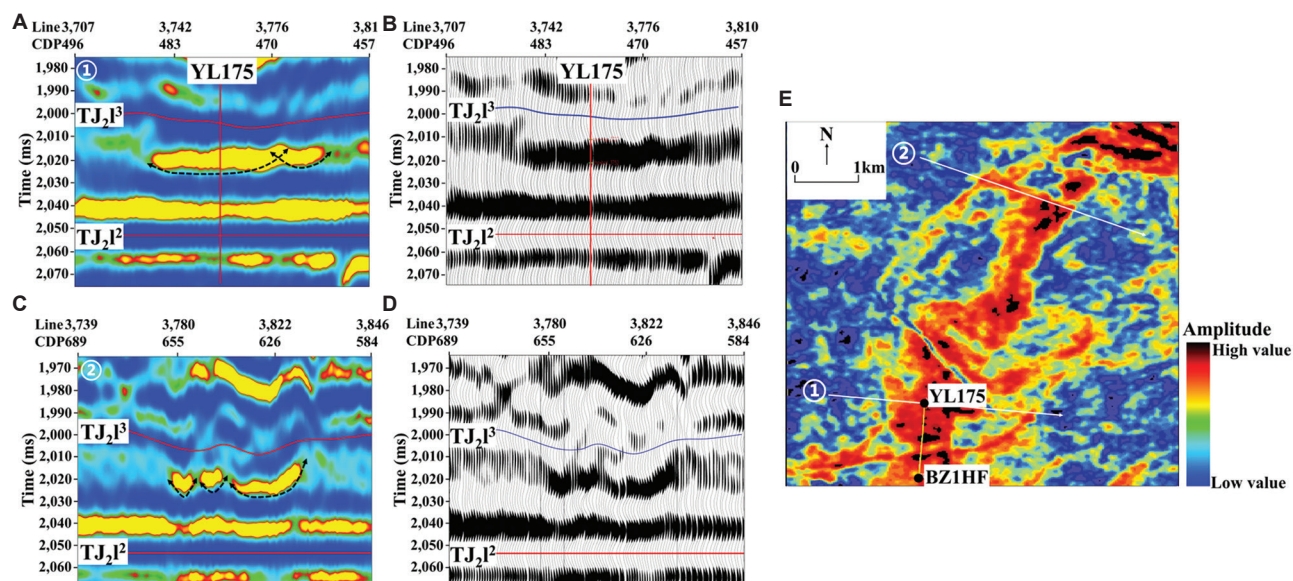 A
Line 3,707 3,742 3,776 3,81
CDP496 483 470 457
①
YL175
1,980
1,990
2,000
TJ₂l³
2,010
2,020
2,030
2,040
2,050
TJ₂l²
2,060
2,070
Time (ms)
B
Line 3,707 3,742 3,776 3,810
CDP496 483 470 457
YL175
1,980
1,990
2,000
TJ₂l³
2,010
2,020
2,030
2,040
2,050
TJ₂l²
2,060
2,070
Time (ms)
C
Line 3,739 3,780 3,822 3,846
CDP689 655 626 584
②
1,970
1,980
1,990
TJ₂l³
2,000
2,010
2,020
2,030
2,040
2,050
TJ₂l²
2,060
Time (ms)
D
Line 3,739 3,780 3,822 3,846
CDP689 655 626 584
1,970
1,980
1,990
TJ₂l³
2,000
2,010
2,020
2,030
2,040
2,050
TJ₂l²
2,060
Time (ms)
E
N
0 1km
②
①
YL175
BZ1HF
Amplitude
High value
Low value